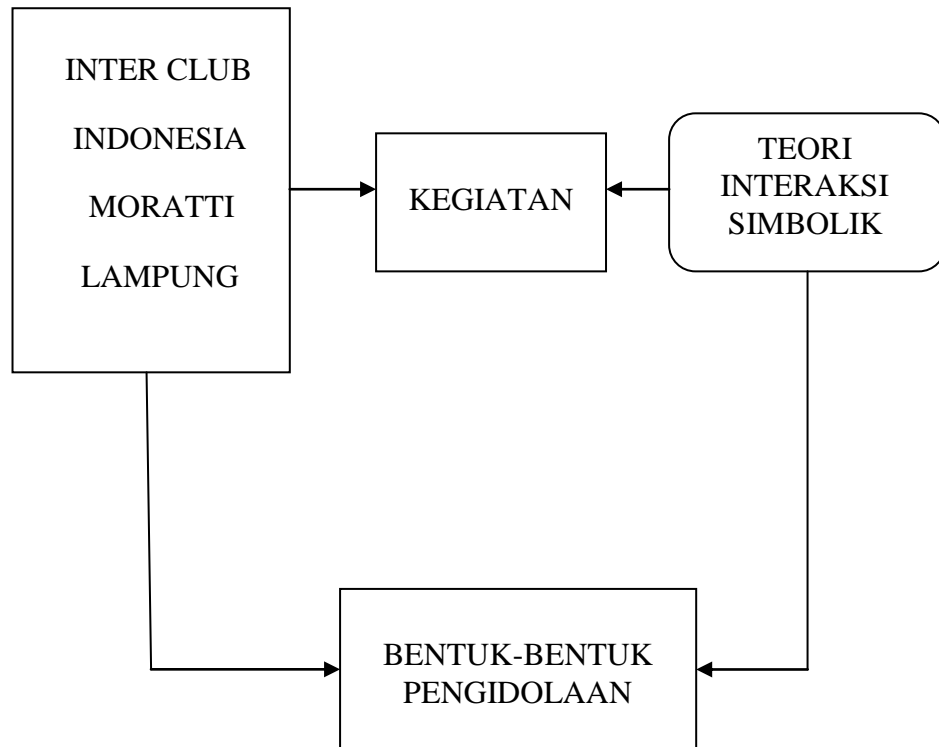 INTER CLUB
INDONESIA
MORATTI
LAMPUNG
KEGIATAN
TEORI
INTERAKSI
SIMBOLIK
BENTUK-BENTUK
PENGIDOLAAN